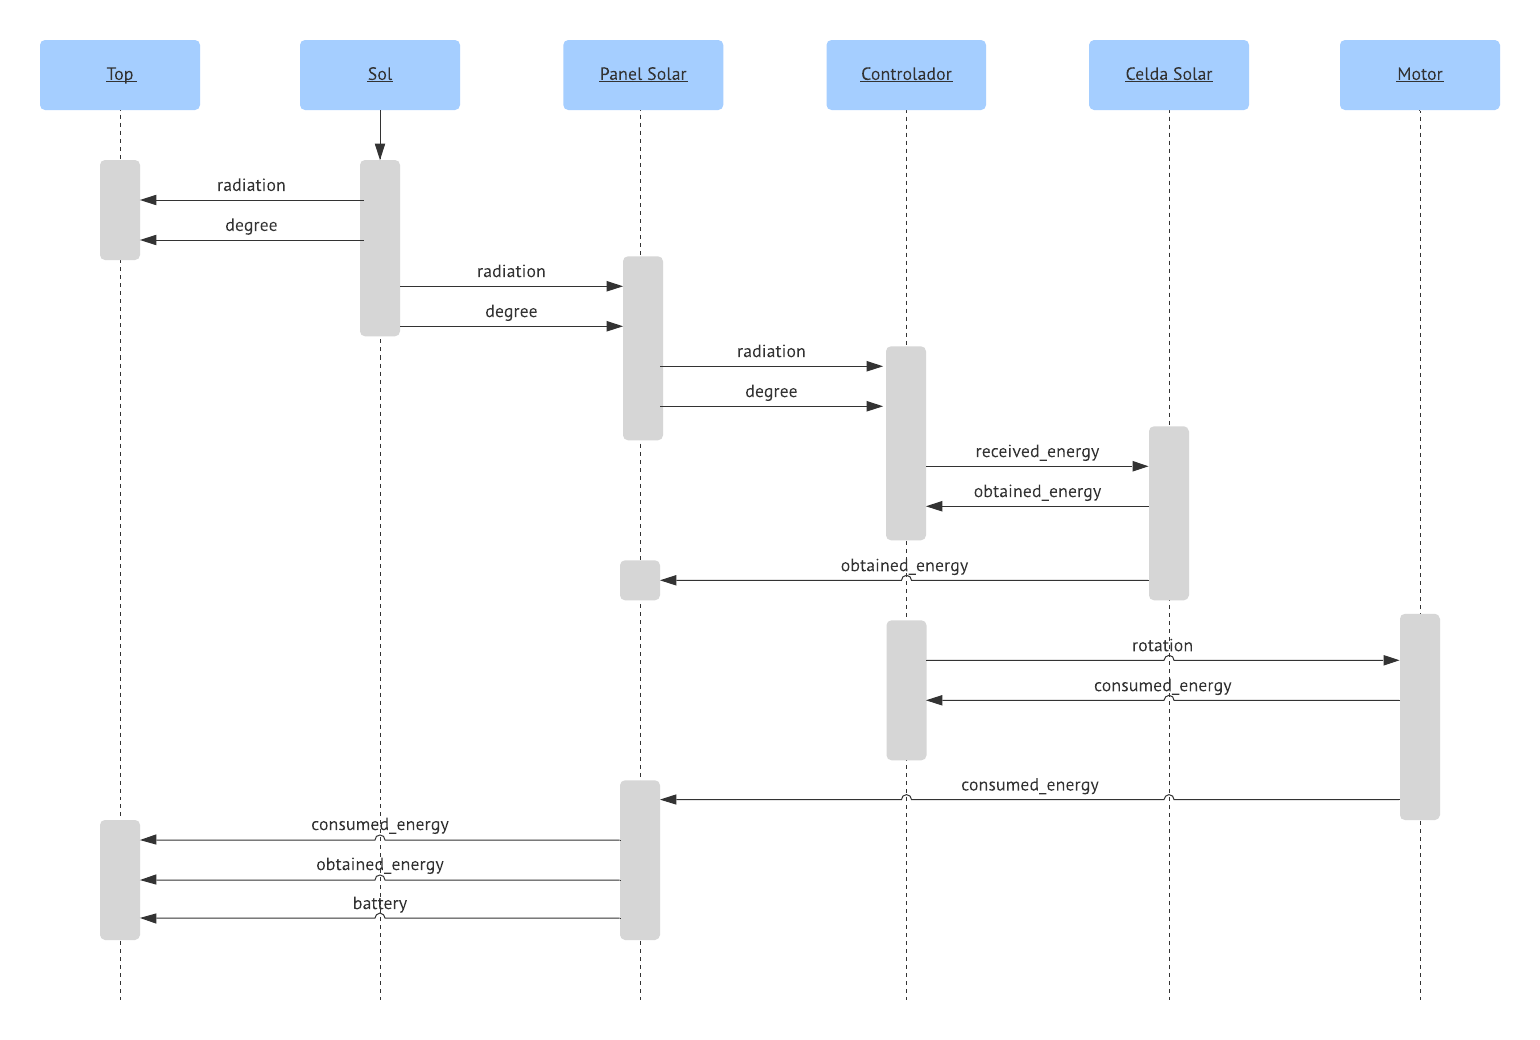 Top
Sol
Panel Solar
Controlador
Celda Solar
Motor
radiation
degree
radiation
degree
radiation
degree
received_energy
obtained_energy
obtained_energy
rotation
consumed_energy
consumed_energy
consumed_energy
obtained_energy
battery